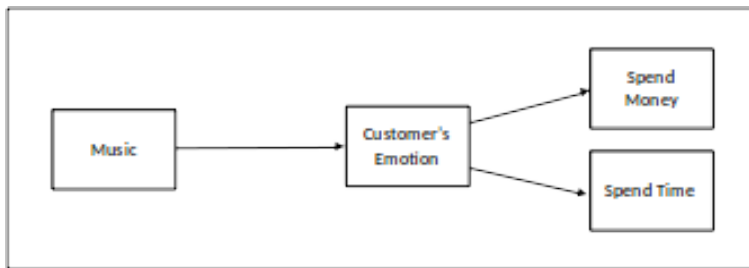 Music
Customer's
Emotion
Spend
Money
Spend Time